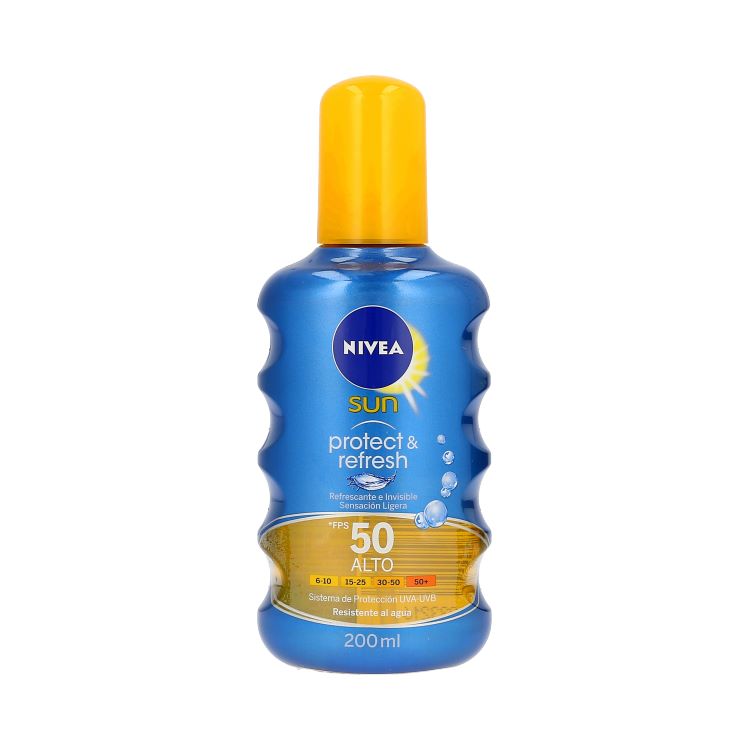 NIVEA
sun
protect &
refresh
Refrescante e Invisible
Sensación Ligera
*FPS
50
ALTO
6-10 15-25 30-50 50+
Sistema de Protección UVA-UVB
Resistente al agua
200ml